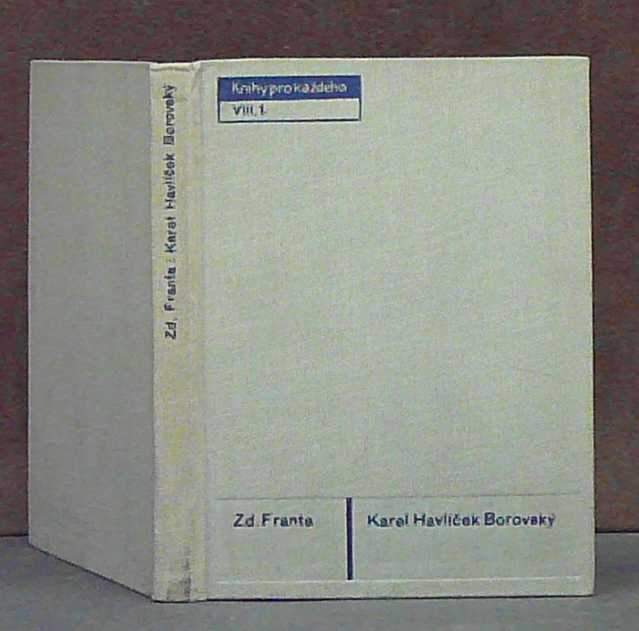 Knihy pro každého
VIII, 1.
Zd. Franta : Karel Havlíček Borovský
Zd. Franta
Karel Havlíček Borovský